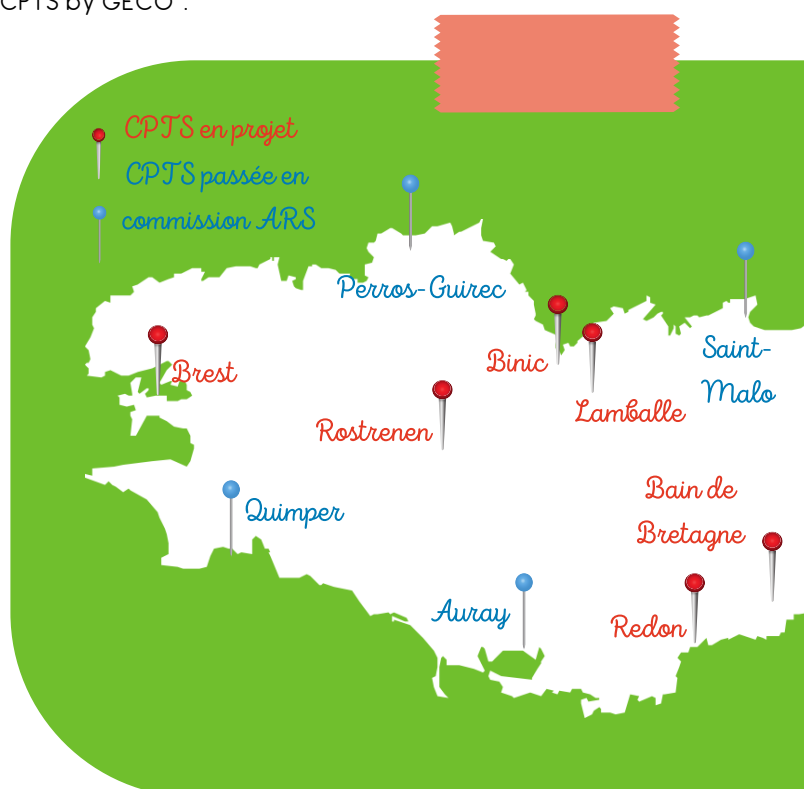 CPTS by GECO".
CPTS en projet
CPTS passée en
commission ARS
Perros-Guirec
Saint-
Malo
Binic
Brest
Lamballe
Rostrenen
Bain de
Bretagne
Quimper
Auray
Redon